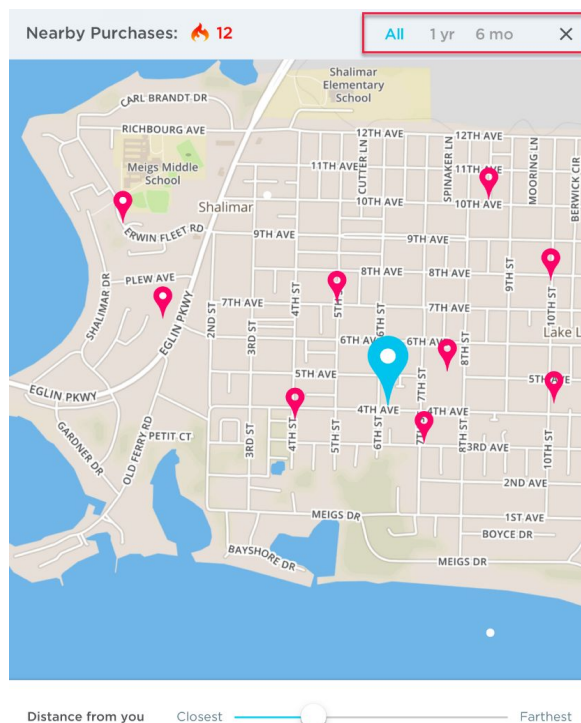 Nearby Purchases: 12
All 1 yr 6 mo
Shalimar
Elementary
School
CARL BRANDT DR
RICHBOURG AVE
12TH AVE
12TH AVE
Meigs Middle
School
11TH AVE
11TH AVE
CUTTER LN
SPINAKER LN
MOORING LN
BERWICK CIR
Shalimar
10TH AVE
10TH AVE
ERWIN FLEET RD
9TH AVE
9TH AVE
PLEW AVE
8TH AVE
8TH AVE
9TH ST
10TH ST
SHALIMAR DR
EGLIN PKWY
2ND ST
7TH AVE
7TH AVE
3RD ST
4TH ST
5TH ST
6TH ST
6TH AVE
6TH AVE
8TH ST
Lake L
5TH AVE
5TH AVE
7TH ST
EGLIN PKWY
4TH AVE
4TH AVE
GARDNER DR
OLD FERRY RD
PETIT CT
3RD ST
4TH ST
5TH ST
6TH ST
8TH ST
3RD AVE
10TH ST
2ND AVE
MEIGS DR
1ST AVE
BOYCE DR
BAYSHORE DR
MEIGS DR
Distance from you Closest Farthest